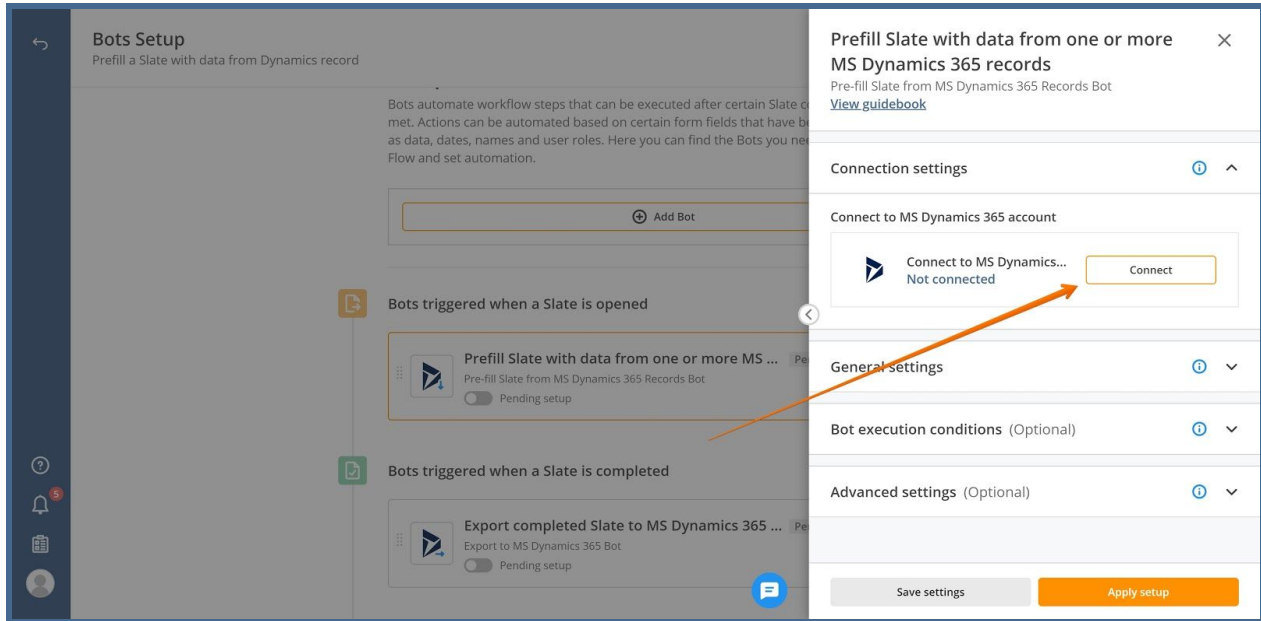 Bots Setup
Prefill a Slate with data from Dynamics record
Bots automate workflow steps that can be executed after certain Slate
met. Actions can be automated based on certain form fields that have
as data, dates, names and user roles. Here you can find the Bots you
Flow and set automation.
Add Bot
Bots triggered when a Slate is opened
Prefill Slate with data from one or more MS ...
Pre-fill Slate from MS Dynamics 365 Records Bot
Pending setup
Bots triggered when a Slate is completed
Export completed Slate to MS Dynamics 365 ...
Export to MS Dynamics 365 Bot
Pending setup
5
Prefill Slate with data from one or more
MS Dynamics 365 records
Pre-fill Slate from MS Dynamics 365 Records Bot
View guidebook
Connection settings
Connect to MS Dynamics 365 account
Connect to MS Dynamics...
Not connected
Connect
General settings
Bot execution conditions (Optional)
Advanced settings (Optional)
Save settings
Apply setup